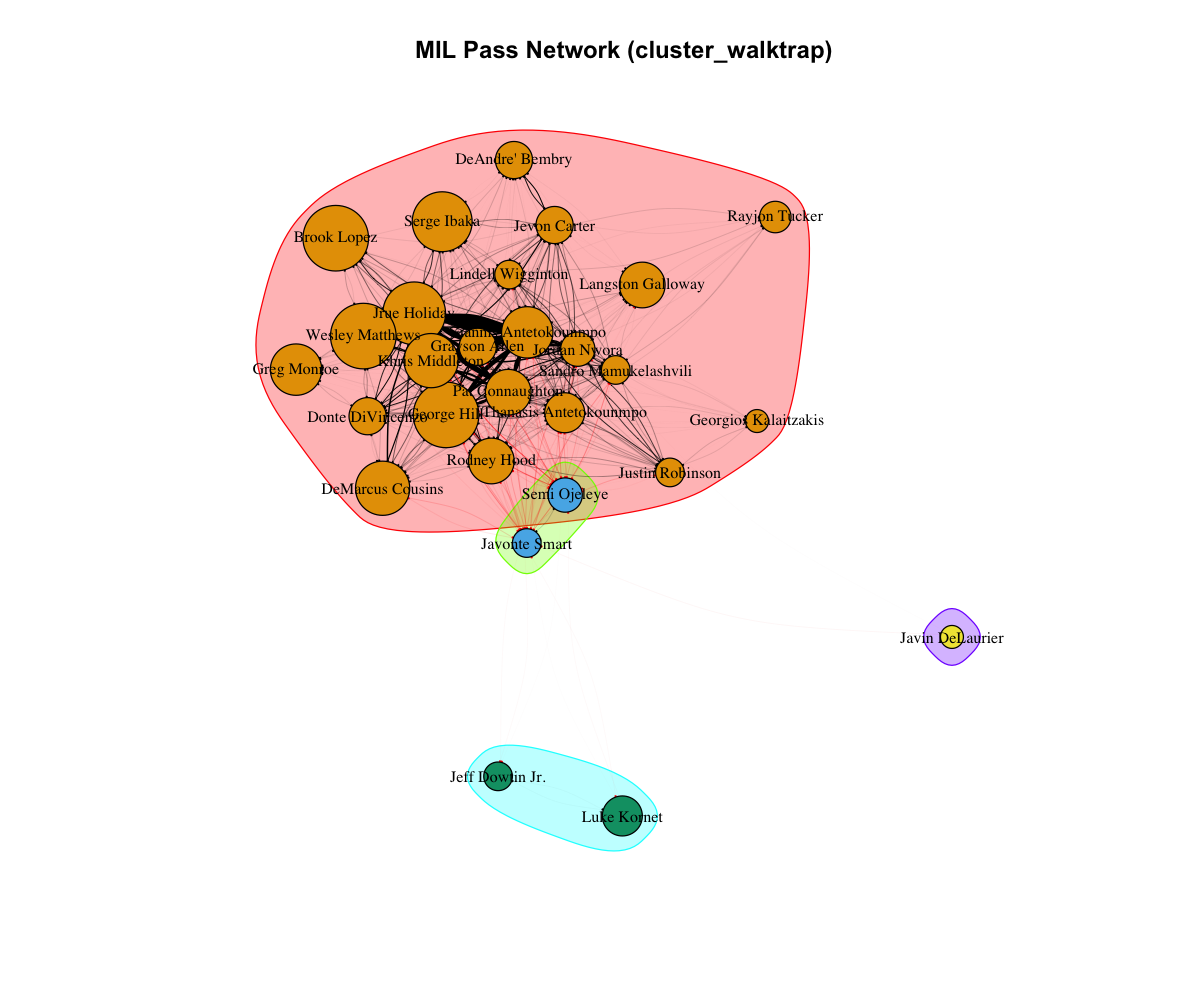 MIL Pass Network (cluster_walktrap)
DeAndre' Bembry
Rayjon Tucker
Serge Ibaka
Jevon Carter
Brook Lopez
Lindell Wigginton
Langston Galloway
Jrue Holiday
Antetokounmpo
Wesley Matthews
Grayson Allen
Jordan Nwora
Khris Middleton
Greg Monroe
Sandro Mamukelashvili
Pat Connaughton
George Hill
Thanasis Antetokounmpo
Donte DiVincenzo
Georgios Kalaitzakis
Rodney Hood
Justin Robinson
DeMarcus Cousins
Semi Ojeleye
Javonte Smart
Javin DeLaurier
Jeff Dowtin Jr.
Luke Kornet